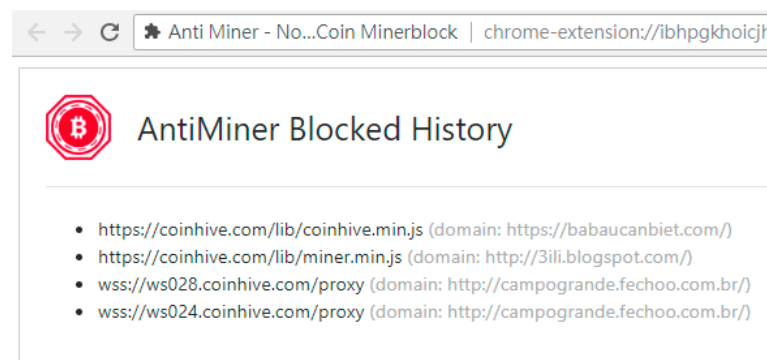 Anti Miner - No...Coin Minerblock | chrome-extension://ibhpgkhoicjh
AntiMiner Blocked History
• https://coinhive.com/lib/coinhive.min.js (domain: https://babaucanbiet.com/)
• https://coinhive.com/lib/miner.min.js (domain: http://3ili.blogspot.com/)
• wss://ws028.coinhive.com/proxy (domain: http://campogrande.fechoo.com.br/)
• wss://ws024.coinhive.com/proxy (domain: http://campogrande.fechoo.com.br/)